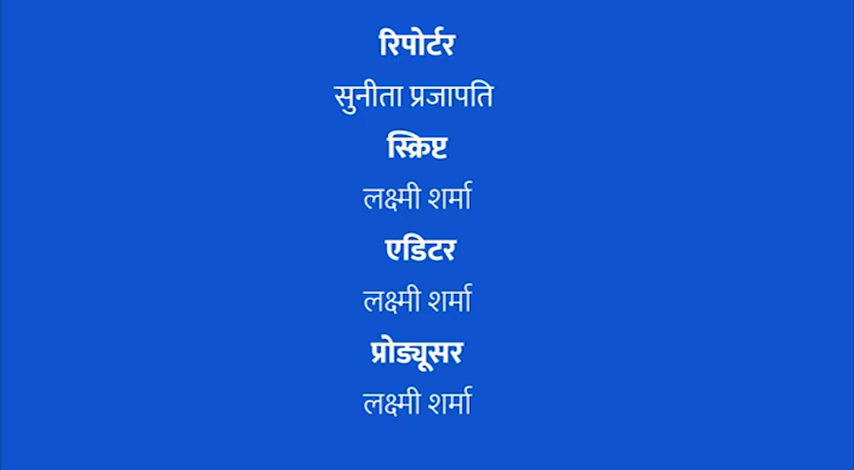 रिपोर्टर
सुनीता प्रजापति
स्क्रिप्ट
लक्ष्मी शर्मा
एडिटर
लक्ष्मी शर्मा
प्रोड्यूसर
लक्ष्मी शर्मा